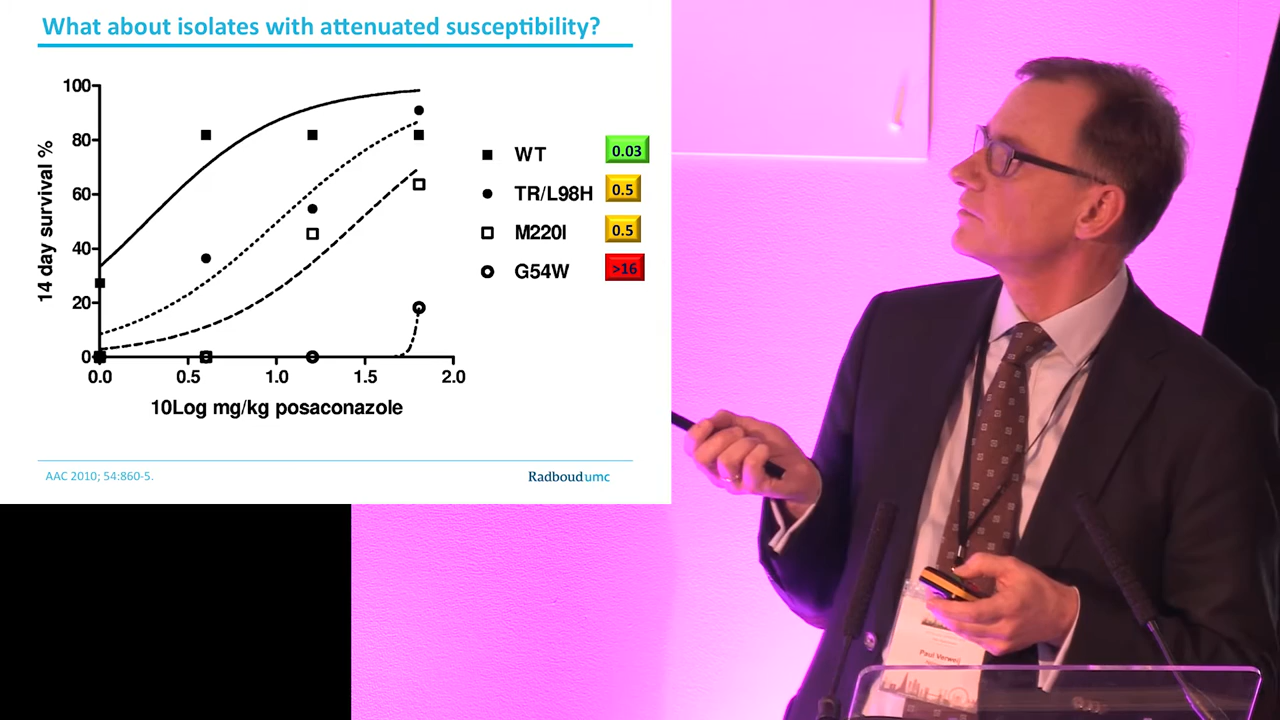 What about isolates with attenuated susceptibility?
14 day survival %
100
80
60
40
20
0
0.0 0.5 1.0 1.5 2.0
10Log mg/kg posaconazole
WT 0.03
TR/L98H 0.5
M220I 0.5
G54W >16
AAC 2010; 54:860-5.
Radboudumc
Paul Verweij